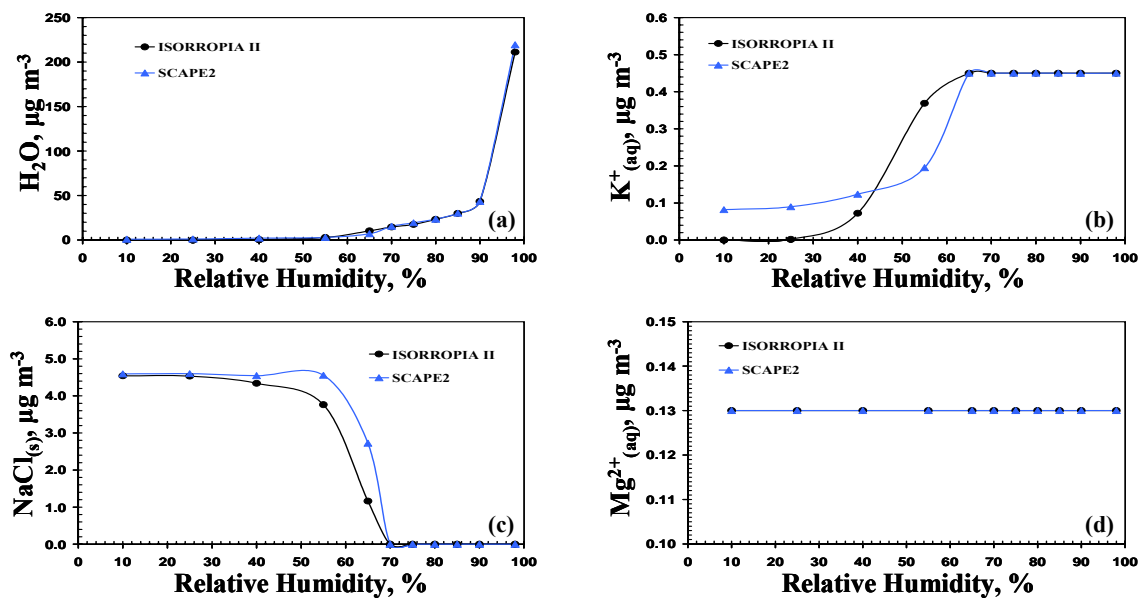 250
200
150
100
50
0
H₂O, µg m⁻³
ISORROPIA II
SCAPE2
(a)
0 10 20 30 40 50 60 70 80 90 100
Relative Humidity, %
0.6
0.5
0.4
0.3
0.2
0.1
0.0
K⁺(aq), µg m⁻³
ISORROPIA II
SCAPE2
(b)
0 10 20 30 40 50 60 70 80 90 100
Relative Humidity, %
6.0
5.0
4.0
3.0
2.0
1.0
0.0
NaCl(s), µg m⁻³
ISORROPIA II
SCAPE2
(c)
0 10 20 30 40 50 60 70 80 90 100
Relative Humidity, %
0.15
0.14
0.13
0.12
0.11
0.10
Mg²⁺(aq), µg m⁻³
ISORROPIA II
SCAPE2
(d)
0 10 20 30 40 50 60 70 80 90 100
Relative Humidity, %